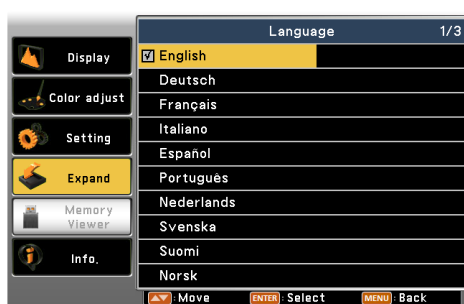 Language 1/3
Display
Color adjust
Setting
Expand
Memory
Viewer
Info.
English
Deutsch
Français
Italiano
Español
Português
Nederlands
Svenska
Suomi
Norsk
▲▼ : Move ENTER : Select MENU : Back